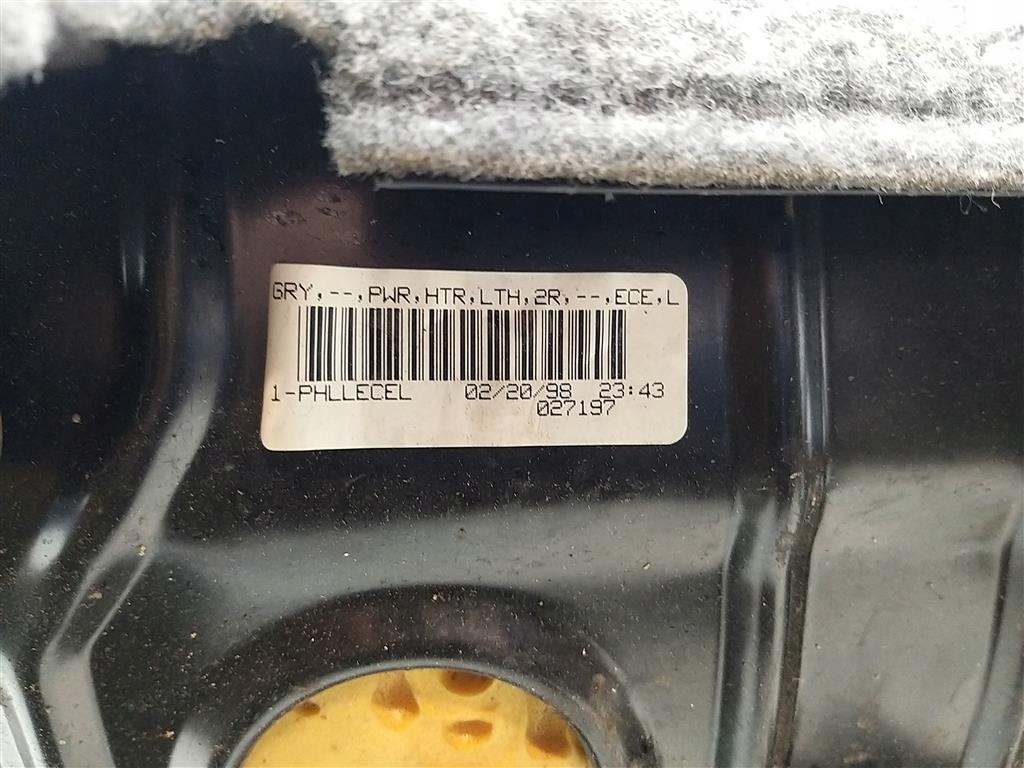 GRY,--,PWR,HTR,LTH,2R,--,ECE,L
1-PHLLECEL 02/20/98 23:43
027197